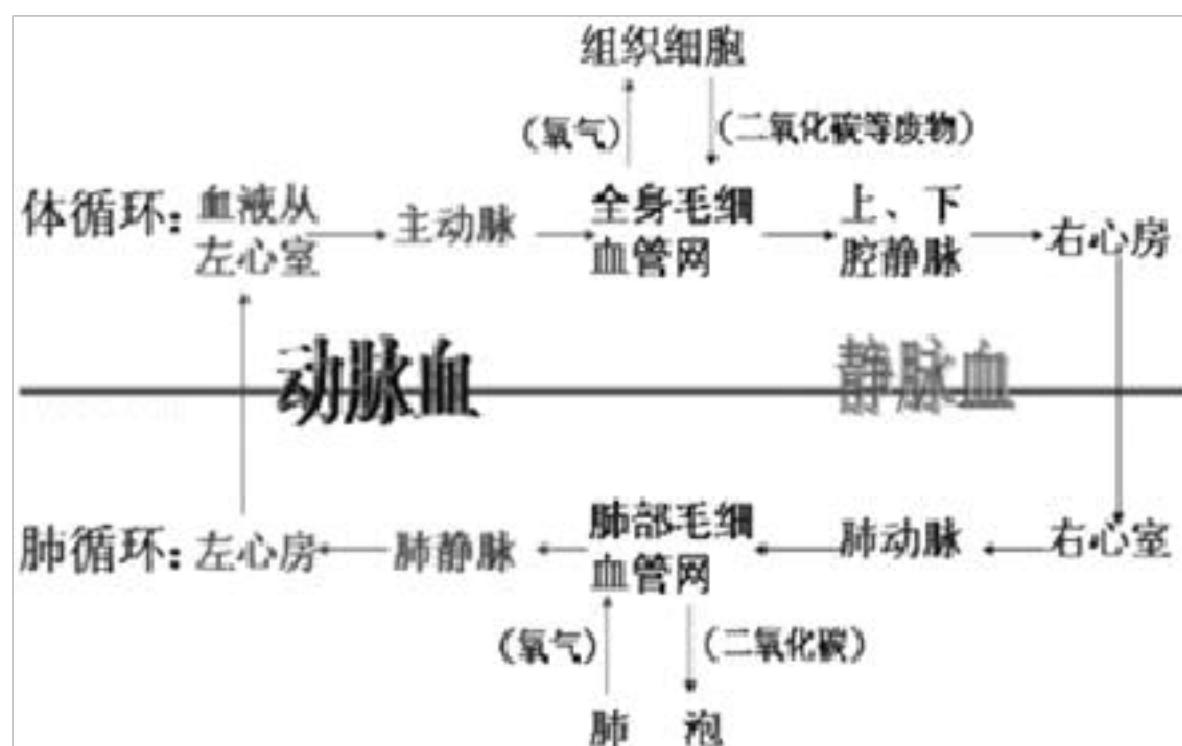 组织细胞
（氧气） （二氧化碳等废物）
体循环： 血液从 左心室 主动脉 全身毛细 血管网 上、下 腔静脉 右心房
动脉血 静脉血
肺循环： 左心房 肺静脉 肺部毛细 血管网 肺动脉 右心室
（氧气） （二氧化碳）
肺 泡